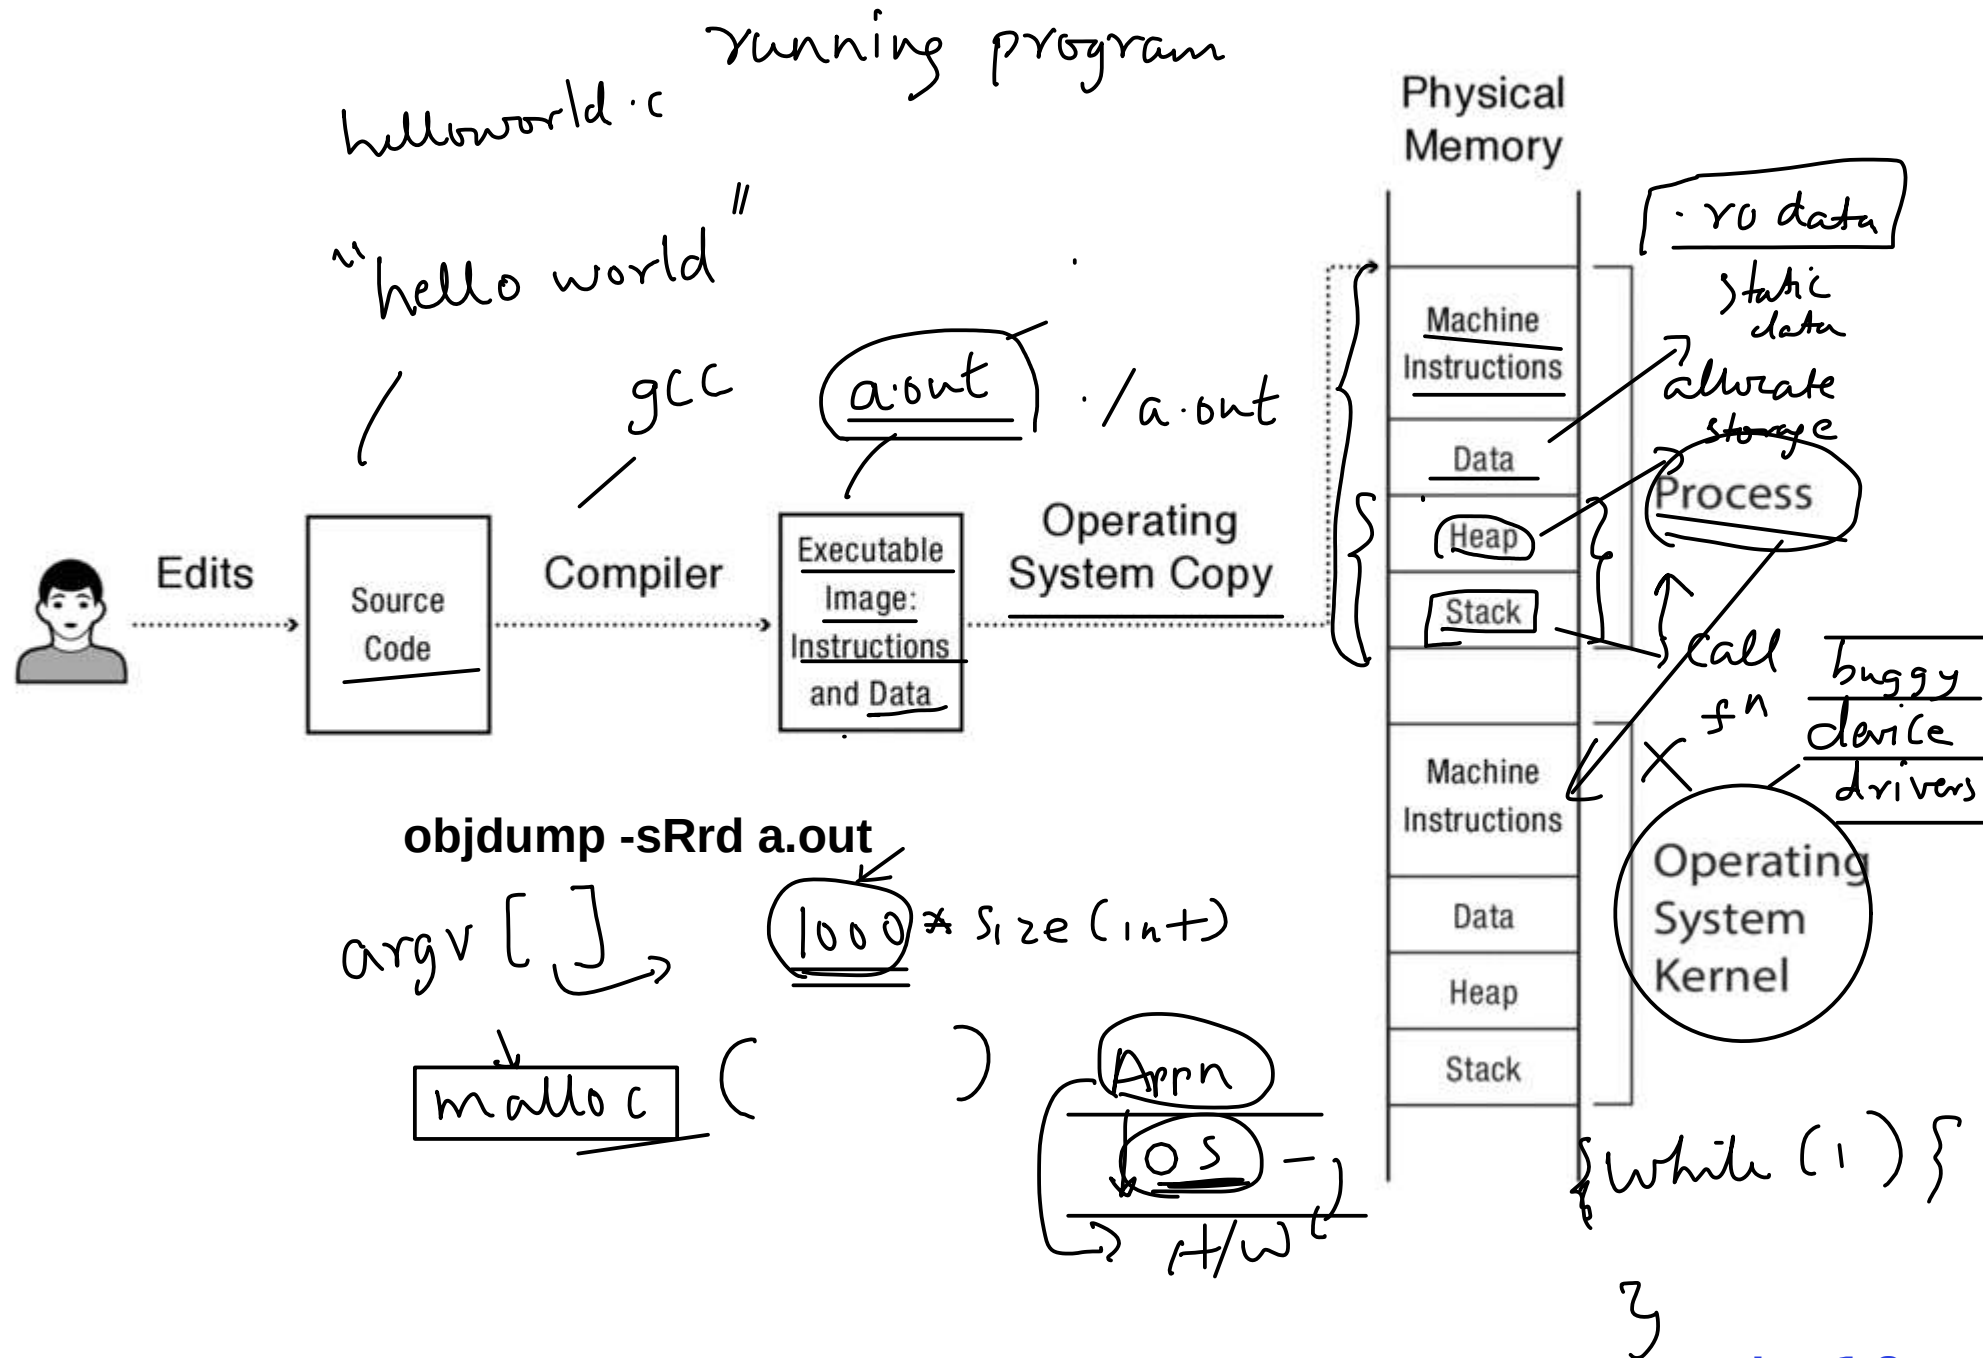 running program
helloworld.c
"hello world"
gcc
a.out
./a.out
Physical
Memory
.rodata
static
data
allocate
storage
Machine
Instructions
Data
Heap
Stack
Process
call
fn
Edits
Source
Code
Compiler
Executable
Image:
Instructions
and Data
Operating
System Copy
buggy
device
drivers
Machine
Instructions
Data
Heap
Stack
Operating
System
Kernel
objdump -sRrd a.out
argv []
1000 * size(int)
malloc ( )
Appn
OS
H/W
while (1) {
}